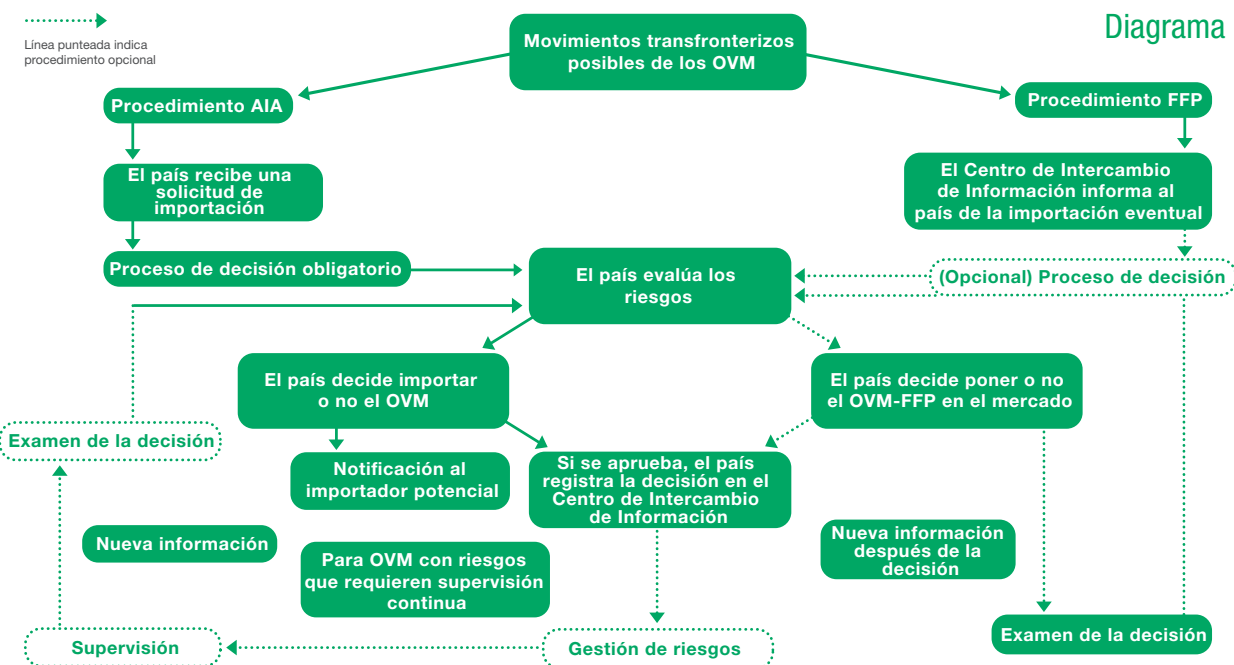 Línea punteada indica
procedimiento opcional
Diagrama
Movimientos transfronterizos
posibles de los OVM
Procedimiento AIA
Procedimiento FFP
El país recibe una
solicitud de
importación
El Centro de Intercambio
de Información informa al
país de la importación eventual
Proceso de decisión obligatorio
El país evalúa los
riesgos
(Opcional) Proceso de decisión
El país decide importar
o no el OVM
El país decide poner o no
el OVM-FFP en el mercado
Examen de la decisión
Notificación al
importador potencial
Si se aprueba, el país
registra la decisión en el
Centro de Intercambio
de Información
Nueva información
Para OVM con riesgos
que requieren supervisión
continua
Nueva información
después de la
decisión
Supervisión
Gestión de riesgos
Examen de la decisión